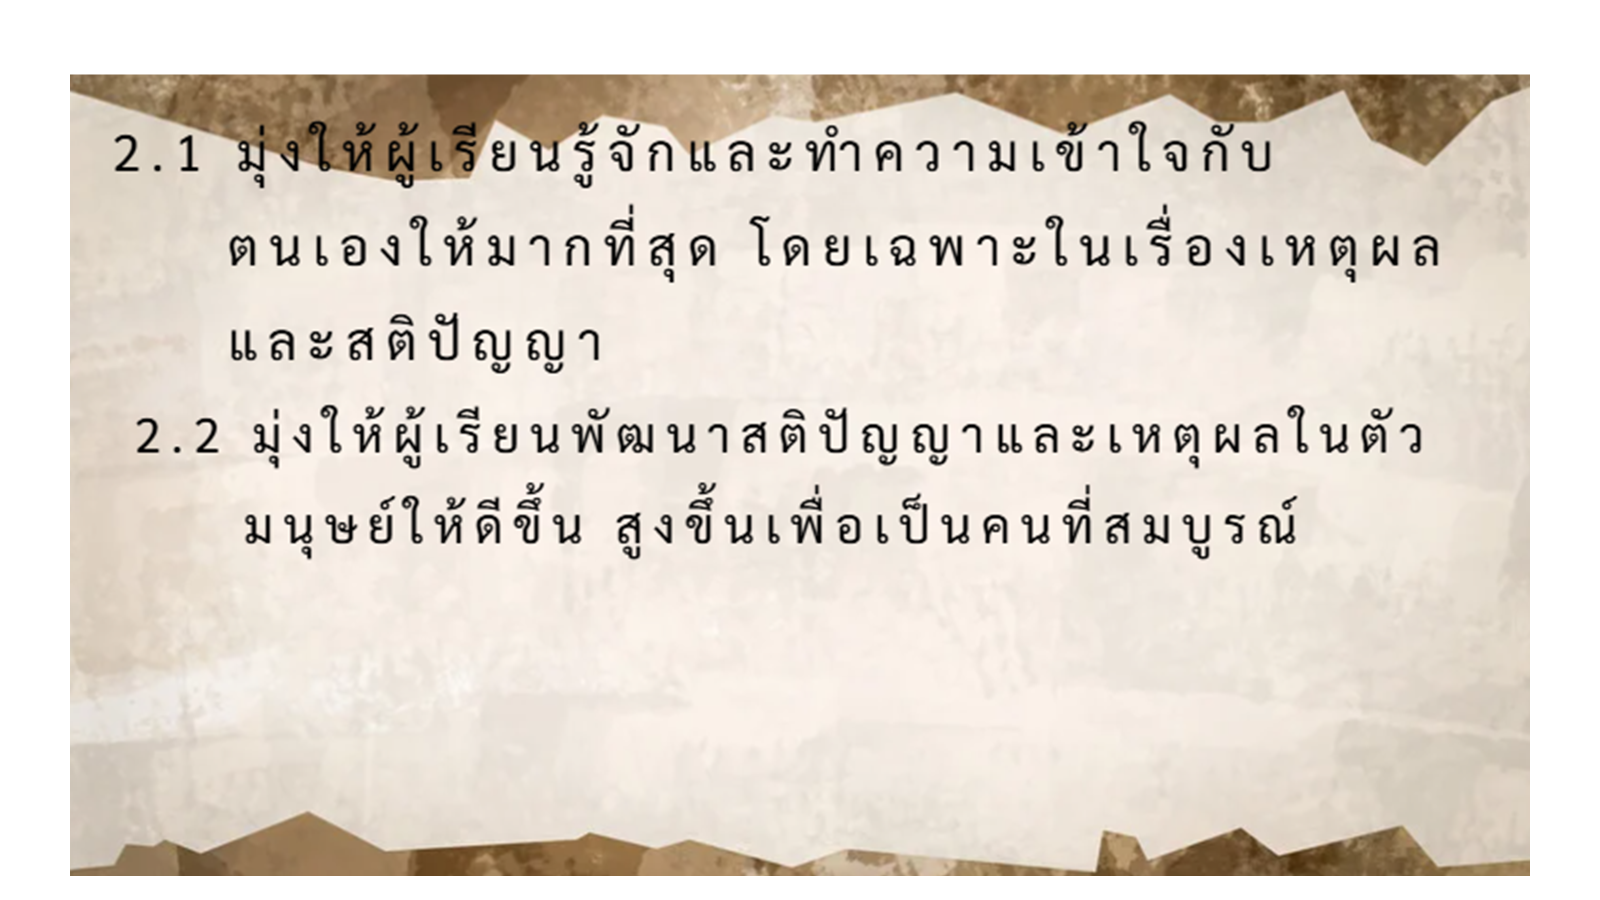 2.1 มุ่งให้ผู้เรียนรู้จักและทำความเข้าใจกับ
ตนเองให้มากที่สุด โดยเฉพาะในเรื่องเหตุผล
และสติปัญญา
2.2 มุ่งให้ผู้เรียนพัฒนาสติปัญญาและเหตุผลในตัว
มนุษย์ให้ดีขึ้น สูงขึ้นเพื่อเป็นคนที่สมบูรณ์